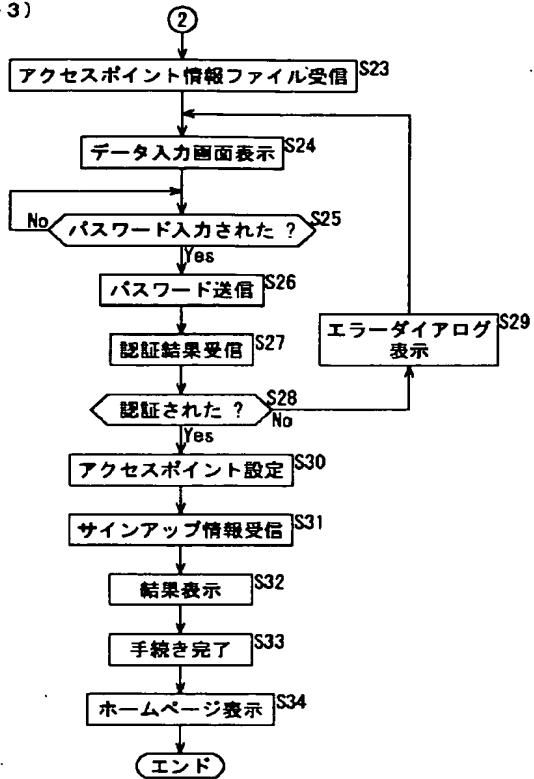 3)
2
アクセスポイント情報ファイル受信 S23
データ入力画面表示 S24
No パスワード入力された ? S25
Yes
パスワード送信 S26
認証結果受信 S27
エラーダイアログ S29
表示
認証された ? S28
No
Yes
アクセスポイント設定 S30
サインアップ情報受信 S31
結果表示 S32
手続き完了 S33
ホームページ表示 S34
エンド